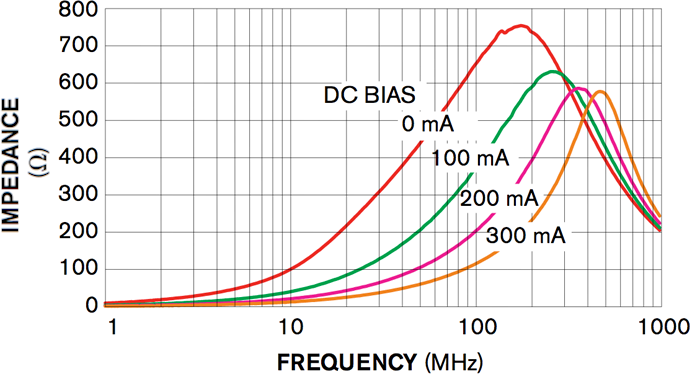 800
700
600
500
400
300
200
100
0
IMPEDANCE
(Ω)
DC BIAS
0 mA
100 mA
200 mA
300 mA
1 10 100 1000
FREQUENCY (MHz)